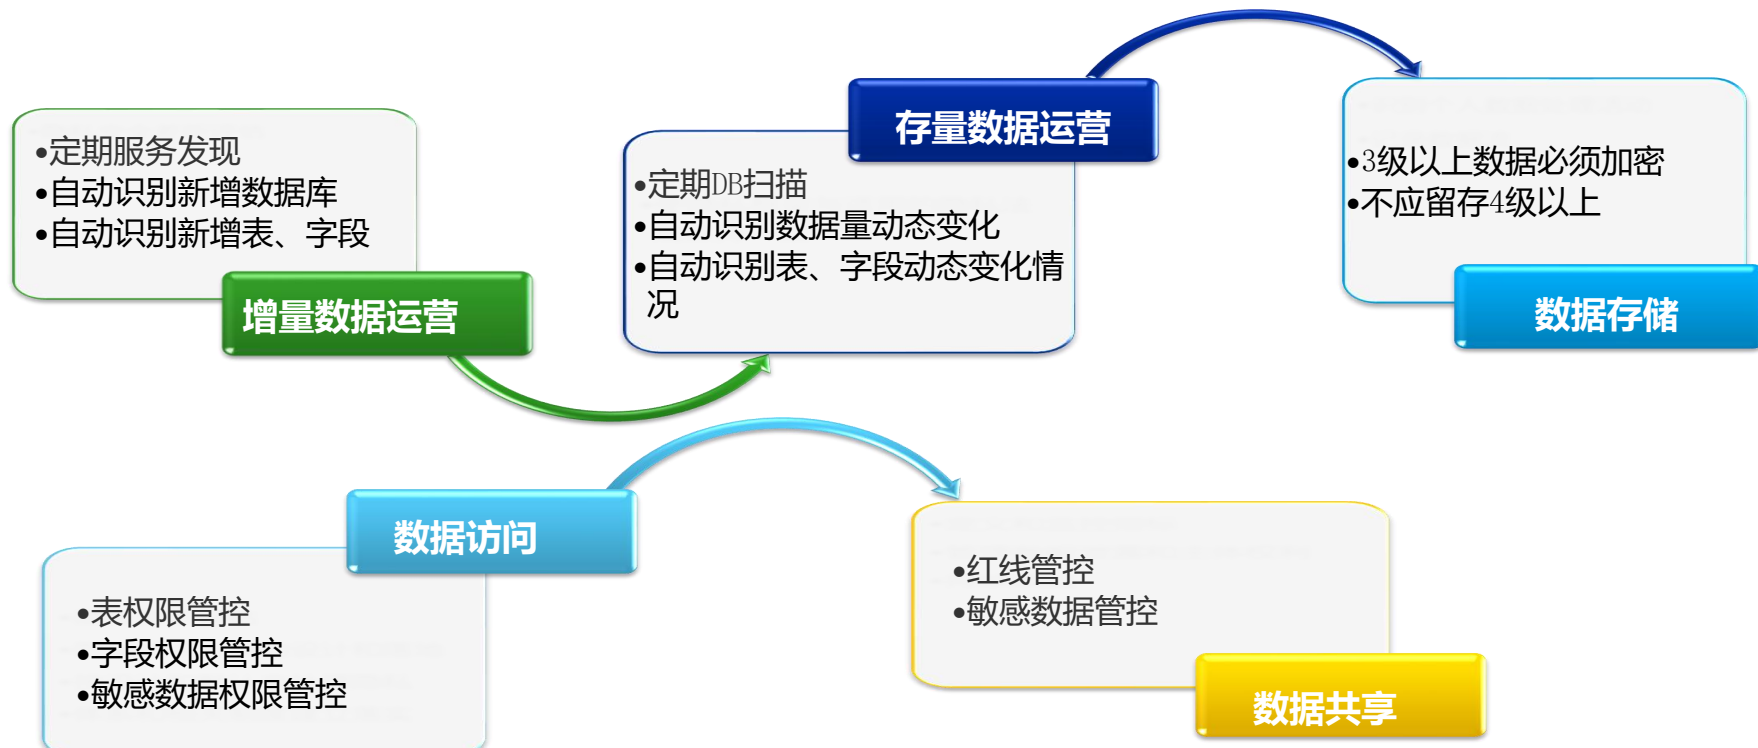 •定期服务发现
•自动识别新增数据库
•自动识别新增表、字段
增量数据运营
存量数据运营
•定期DB扫描
•自动识别数据量动态变化
•自动识别表、字段动态变化情
况
•3级以上数据必须加密
•不应留存4级以上
数据存储
数据访问
•表权限管控
•字段权限管控
•敏感数据权限管控
•红线管控
•敏感数据管控
数据共享